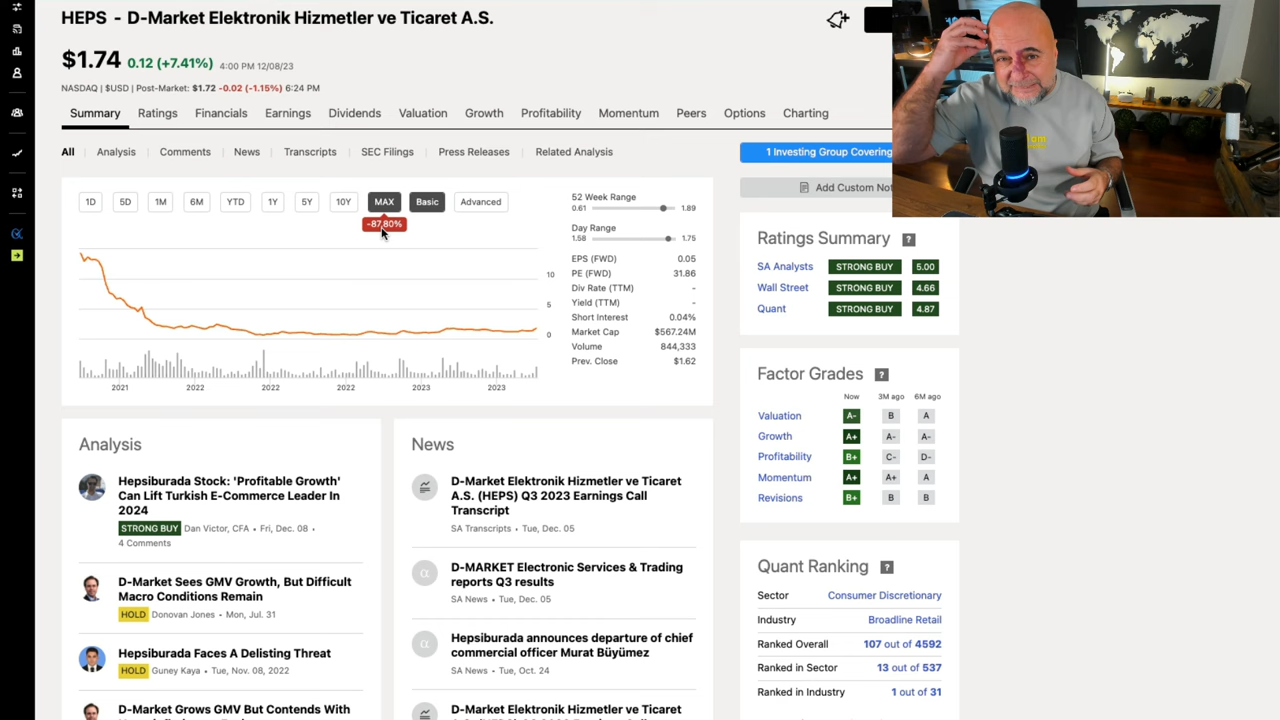 HEPS - D-Market Elektronik Hizmetler ve Ticaret A.S.
$1.74 0.12 (+7.41%) 4:00 PM 12/08/23
NASDAQ | $USD | Post-Market: $1.72 -0.02 (-1.15%) 6:24 PM
Summary Ratings Financials Earnings Dividends Valuation Growth Profitability Momentum Peers Options Charting
All Analysis Comments News Transcripts SEC Filings Press Releases Related Analysis
1D 5D 1M 6M YTD 1Y 5Y 10Y MAX Basic Advanced
-87.80%
10
5
0
2021 2022 2022 2022 2023 2023
52 Week Range
0.61 1.89
Day Range
1.58 1.75
EPS (FWD) 0.05
PE (FWD) 31.86
Div Rate (TTM) -
Yield (TTM) -
Short Interest 0.04%
Market Cap $567.24M
Volume 844,333
Prev. Close $1.62
1 Investing Group Covering
Add Custom Not
Ratings Summary ?
SA Analysts STRONG BUY 5.00
Wall Street STRONG BUY 4.66
Quant STRONG BUY 4.87
Factor Grades ?
Now 3M ago 6M ago
Valuation A- B A
Growth A+ A- A-
Profitability B+ C- D-
Momentum A+ A+ A
Revisions B+ B B
Quant Ranking ?
Sector Consumer Discretionary
Industry Broadline Retail
Ranked Overall 107 out of 4592
Ranked in Sector 13 out of 537
Ranked in Industry 1 out of 31
Analysis
Hepsiburada Stock: 'Profitable Growth'
Can Lift Turkish E-Commerce Leader In
2024
STRONG BUY Dan Victor, CFA • Fri, Dec. 08 •
4 Comments
D-Market Sees GMV Growth, But Difficult
Macro Conditions Remain
HOLD Donovan Jones • Mon, Jul. 31
Hepsiburada Faces A Delisting Threat
HOLD Guney Kaya • Tue, Nov. 08, 2022
D-Market Grows GMV But Contends With
News
D-Market Elektronik Hizmetler ve Ticaret
A.S. (HEPS) Q3 2023 Earnings Call
Transcript
SA Transcripts • Tue, Dec. 05
D-MARKET Electronic Services & Trading
reports Q3 results
SA News • Tue, Dec. 05
Hepsiburada announces departure of chief
commercial officer Murat Büyümez
SA News • Tue, Oct. 24
D-Market Elektronik Hizmetler ve Ticaret